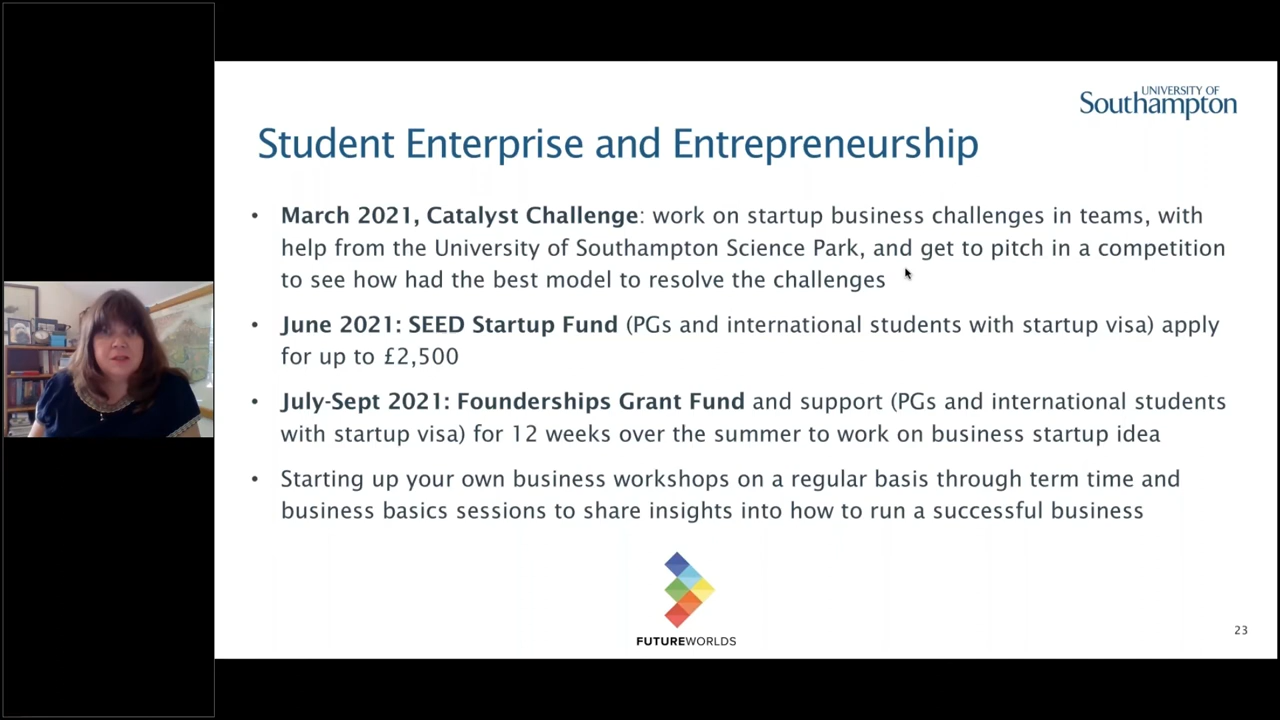 UNIVERSITY OF
Southampton
Student Enterprise and Entrepreneurship
• March 2021, Catalyst Challenge: work on startup business challenges in teams, with
help from the University of Southampton Science Park, and get to pitch in a competition
to see how had the best model to resolve the challenges
• June 2021: SEED Startup Fund (PGs and international students with startup visa) apply
for up to £2,500
• July-Sept 2021: Founderships Grant Fund and support (PGs and international students
with startup visa) for 12 weeks over the summer to work on business startup idea
• Starting up your own business workshops on a regular basis through term time and
business basics sessions to share insights into how to run a successful business
FUTUREWORLDS
23